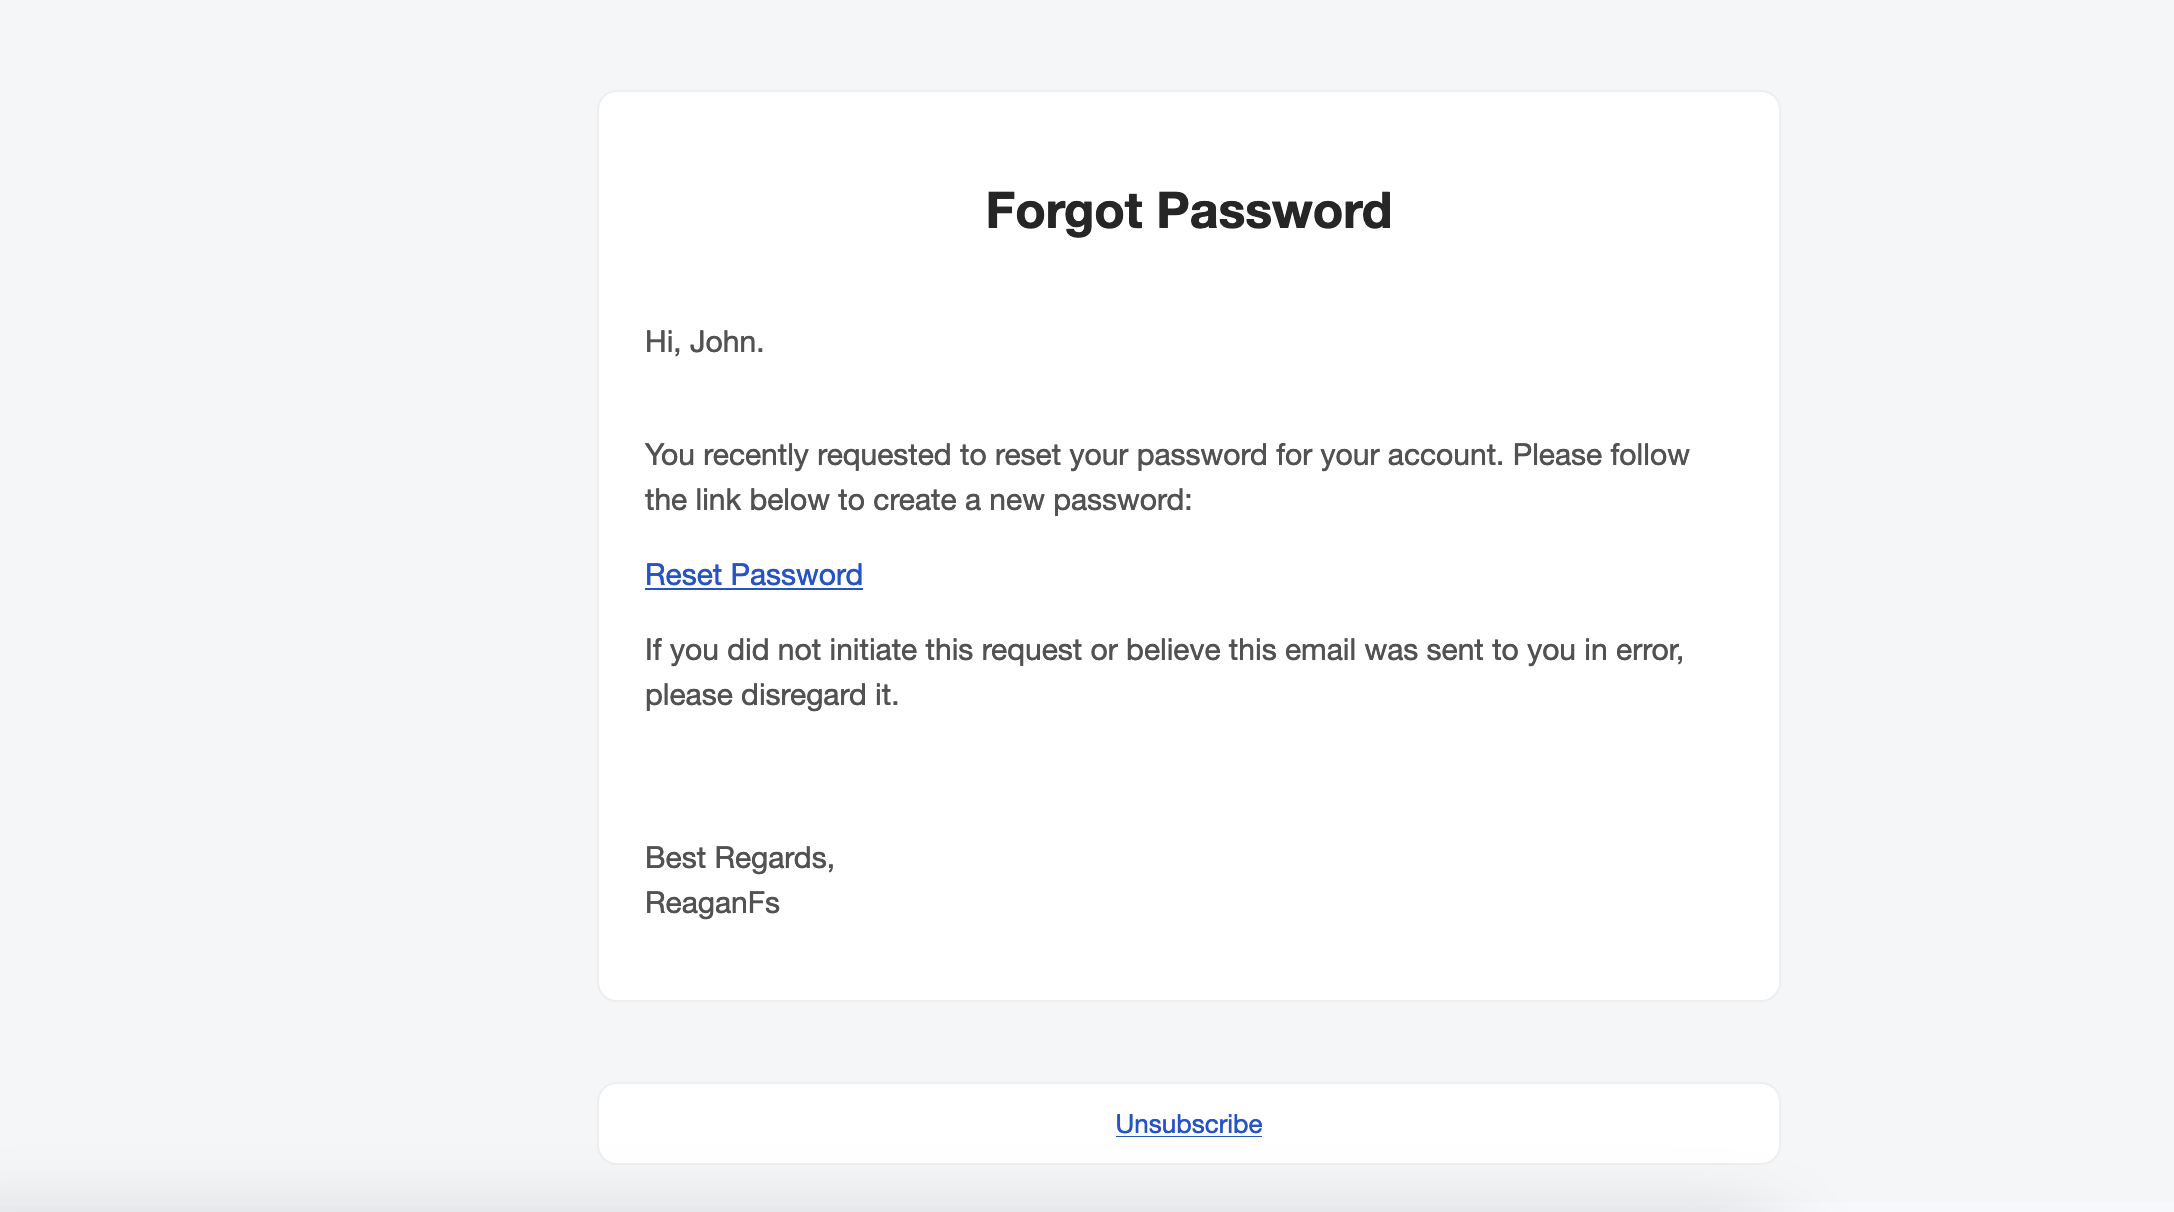 Forgot Password
Hi, John.
You recently requested to reset your password for your account. Please follow
the link below to create a new password:
Reset Password
If you did not initiate this request or believe this email was sent to you in error,
please disregard it.
Best Regards,
ReaganFs
Unsubscribe